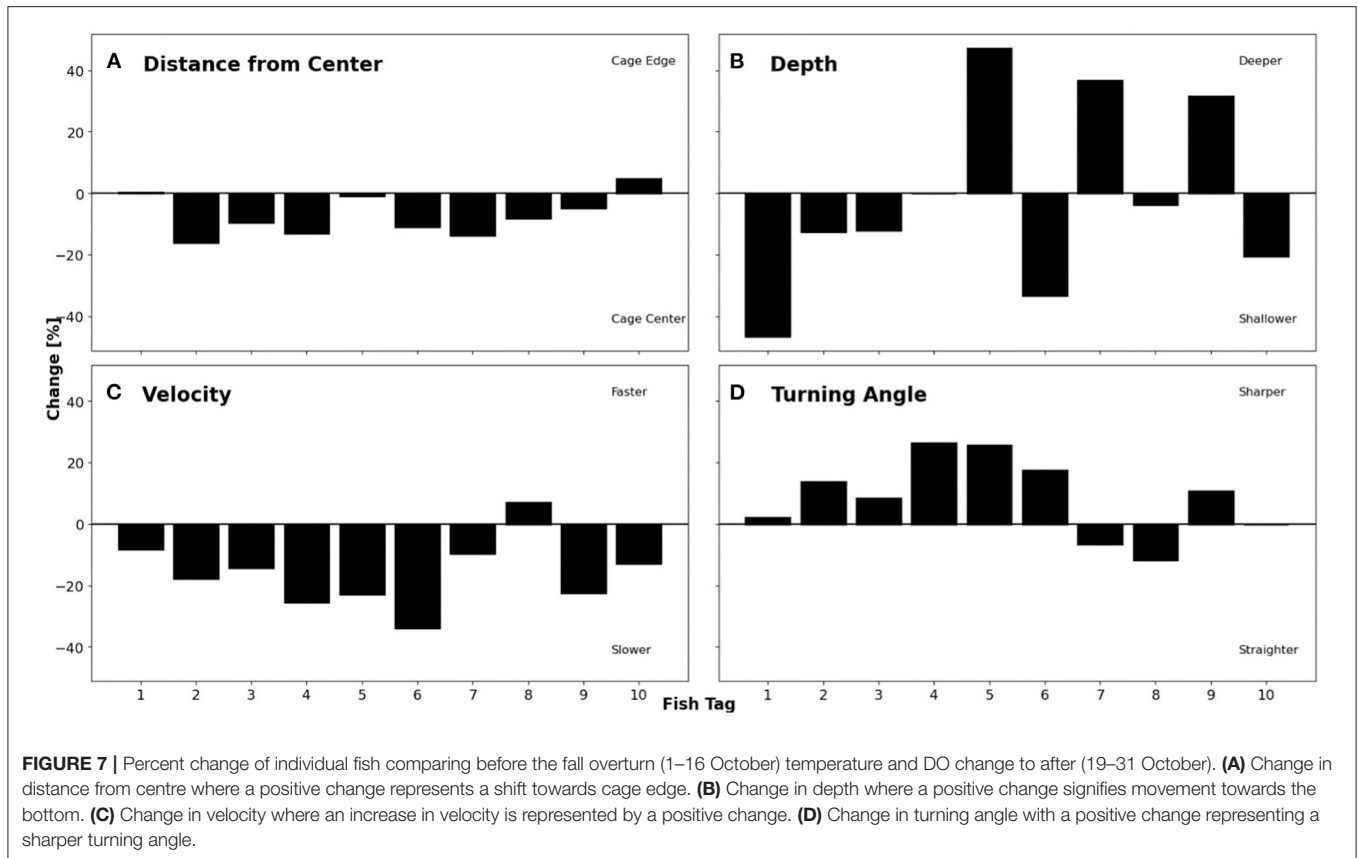 A Distance from Center
Cage Edge
40
20
0
−20
−40
Cage Center
B Depth
Deeper
Shallower
Change [%]
C Velocity
Faster
40
20
0
−20
−40
Slower
1 2 3 4 5 6 7 8 9 10
D Turning Angle
Sharper
Straighter
1 2 3 4 5 6 7 8 9 10
Fish Tag
FIGURE 7 | Percent change of individual fish comparing before the fall overturn (1–16 October) temperature and DO change to after (19–31 October). (A) Change in
distance from centre where a positive change represents a shift towards cage edge. (B) Change in depth where a positive change signifies movement towards the
bottom. (C) Change in velocity where an increase in velocity is represented by a positive change. (D) Change in turning angle with a positive change representing a
sharper turning angle.